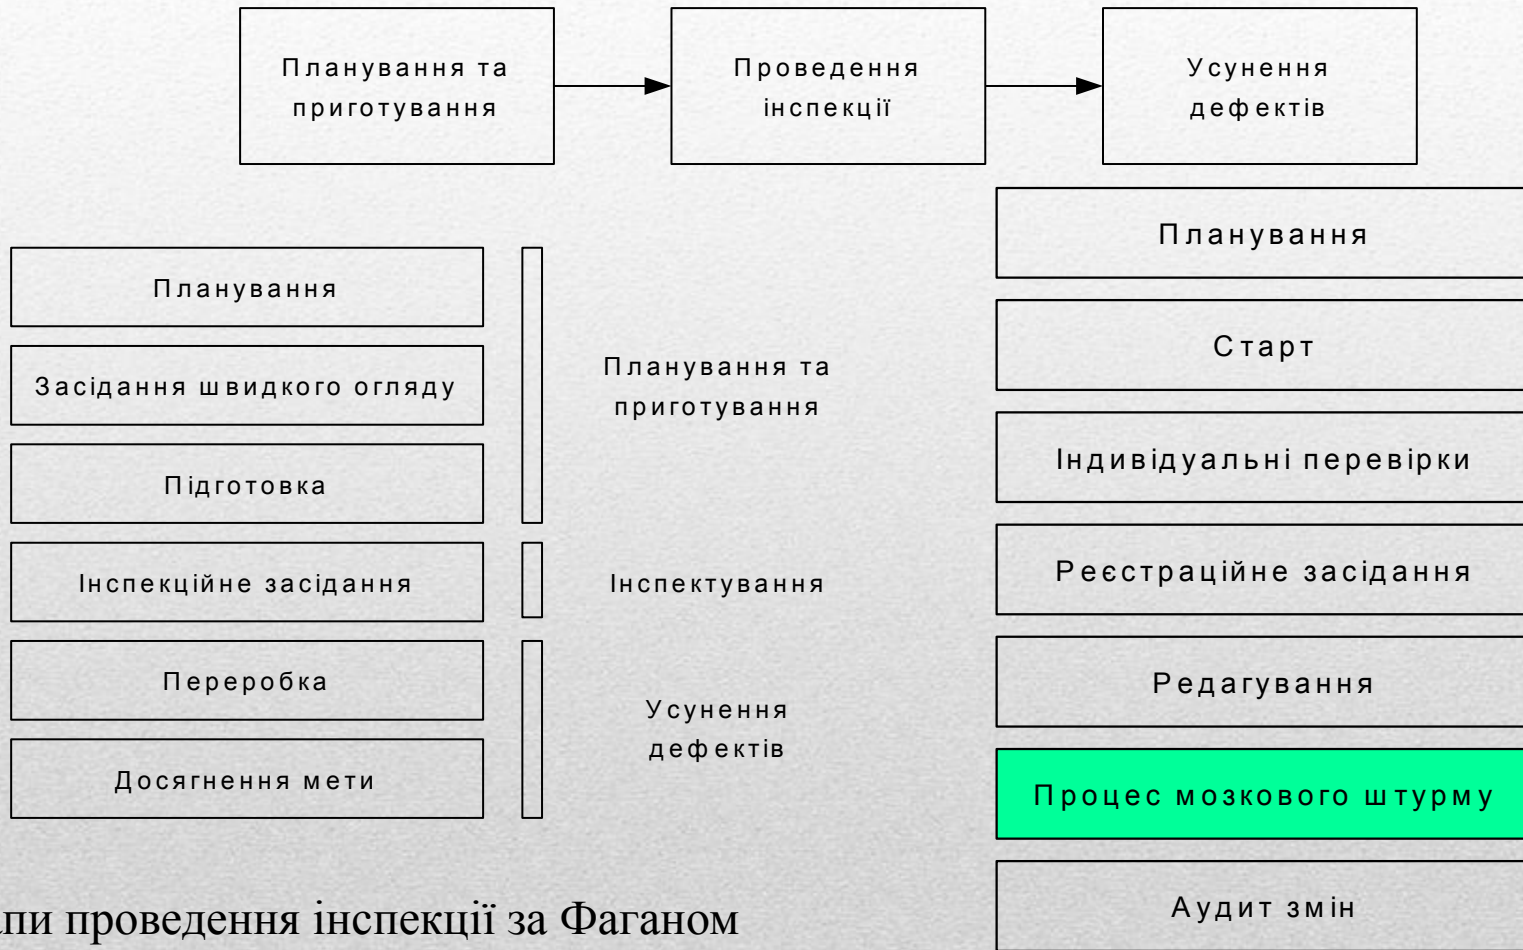 Планування та
приготування
Проведення
інспекції
Усунення
дефектів
Планування
Засідання швидкого огляду
Підготовка
Інспекційне засідання
Переробка
Досягнення мети
Планування та
приготування
Інспектування
Усунення
дефектів
Планування
Старт
Індивідуальні перевірки
Реєстраційне засідання
Редагування
Процес мозкового штурму
Аудит змін
проведення інспекції за Фаганом